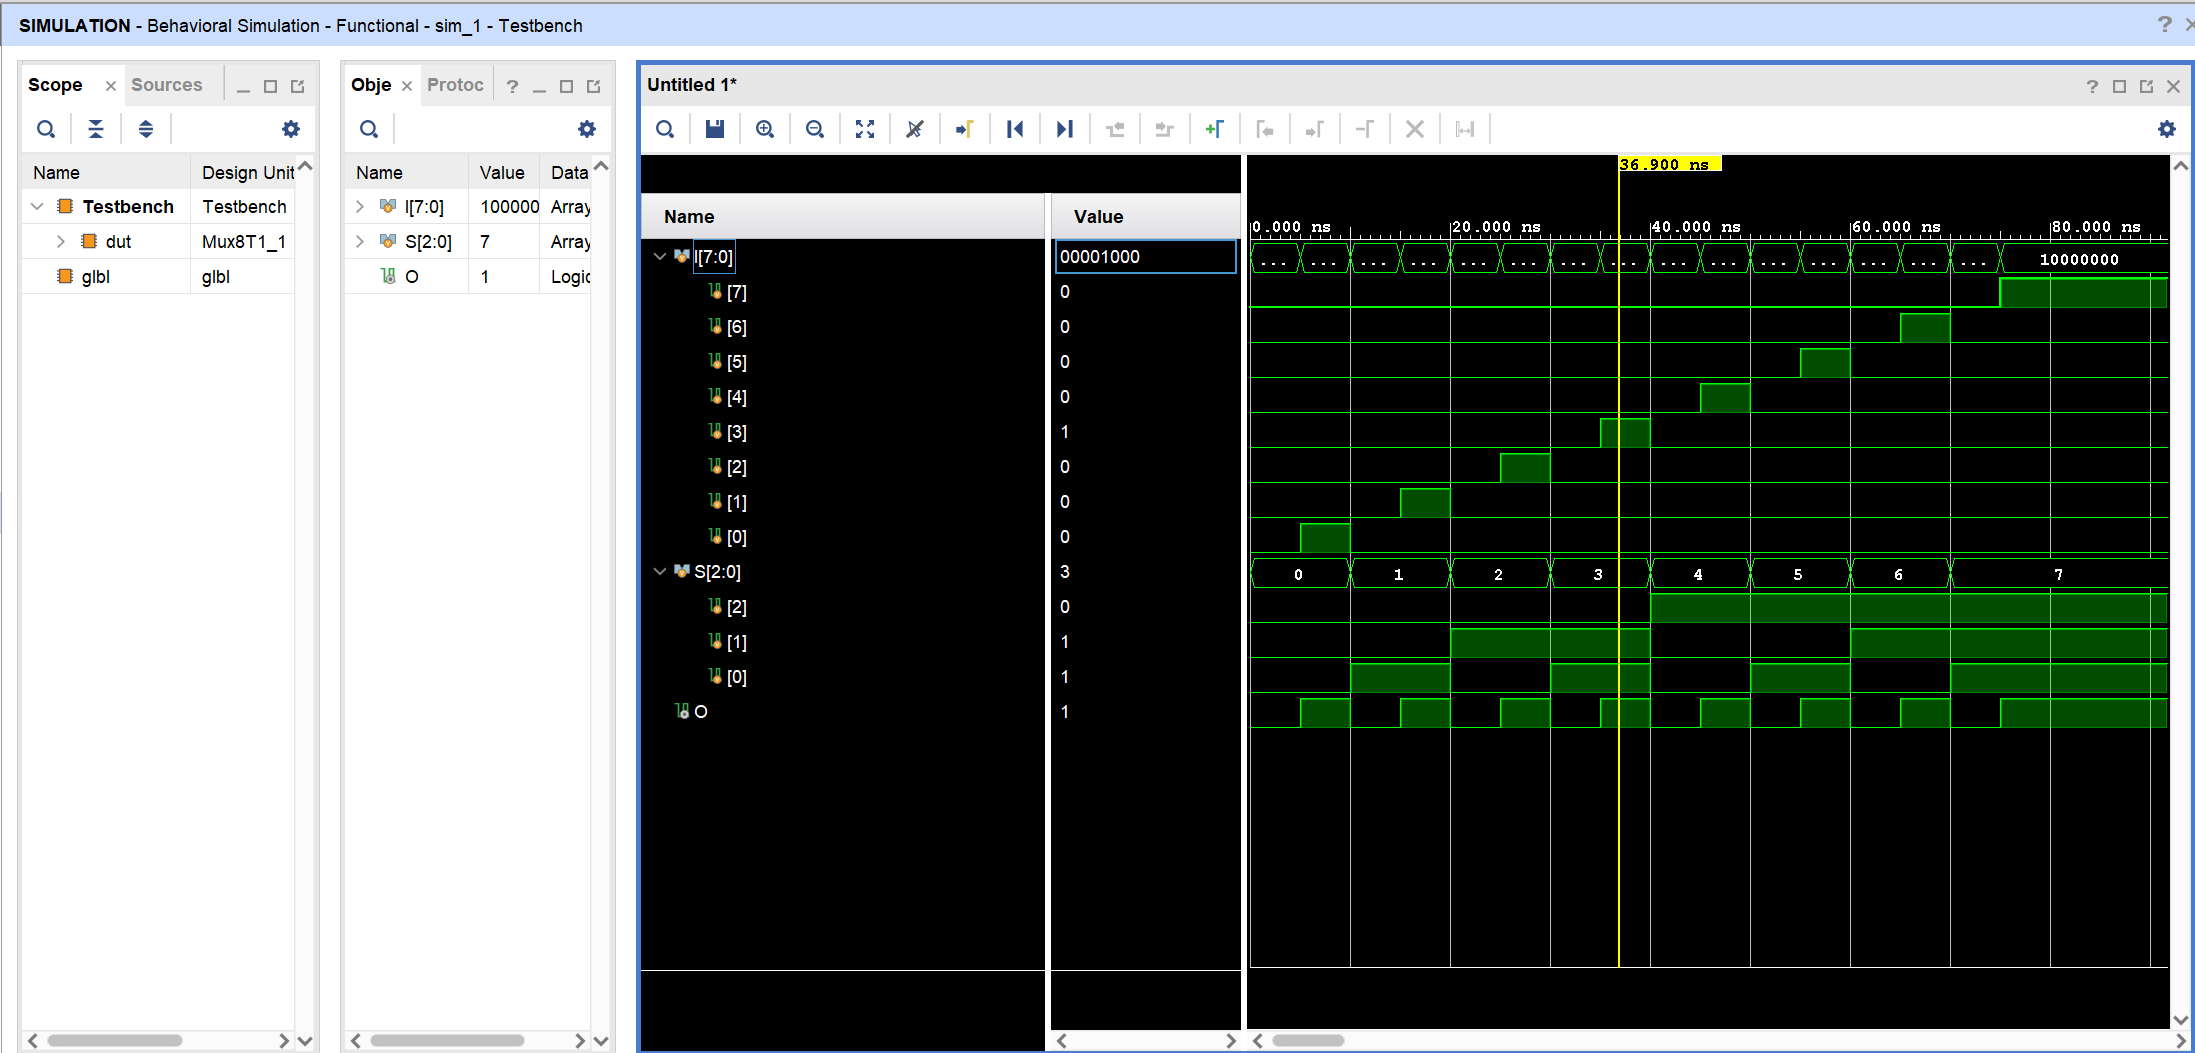 SIMULATION - Behavioral Simulation - Functional - sim_1 - Testbench
Scope
Sources
Name
Design Unit
Testbench
Testbench
dut
Mux8T1_1
glbl
glbl
Obje
Protoc
Name
Value
Data
I[7:0]
100000
Array
S[2:0]
7
Array
O
1
Logic
Untitled 1*
36.900 ns
Name
Value
0.000 ns
20.000 ns
40.000 ns
60.000 ns
80.000 ns
I[7:0]
00001000
... ... ... ... ... ... ... ... ... ... ... ... ... ... ... 10000000
[7]
0
[6]
0
[5]
0
[4]
0
[3]
1
[2]
0
[1]
0
[0]
0
S[2:0]
3
0 1 2 3 4 5 6 7
[2]
0
[1]
1
[0]
1
O
1